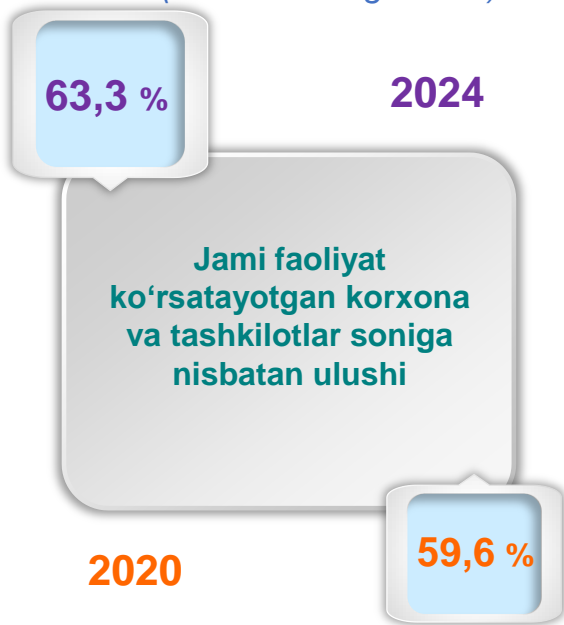 63,3 %
2024
Jami faoliyat
ko‘rsatayotgan korxona
va tashkilotlar soniga
nisbatan ulushi
59,6 %
2020